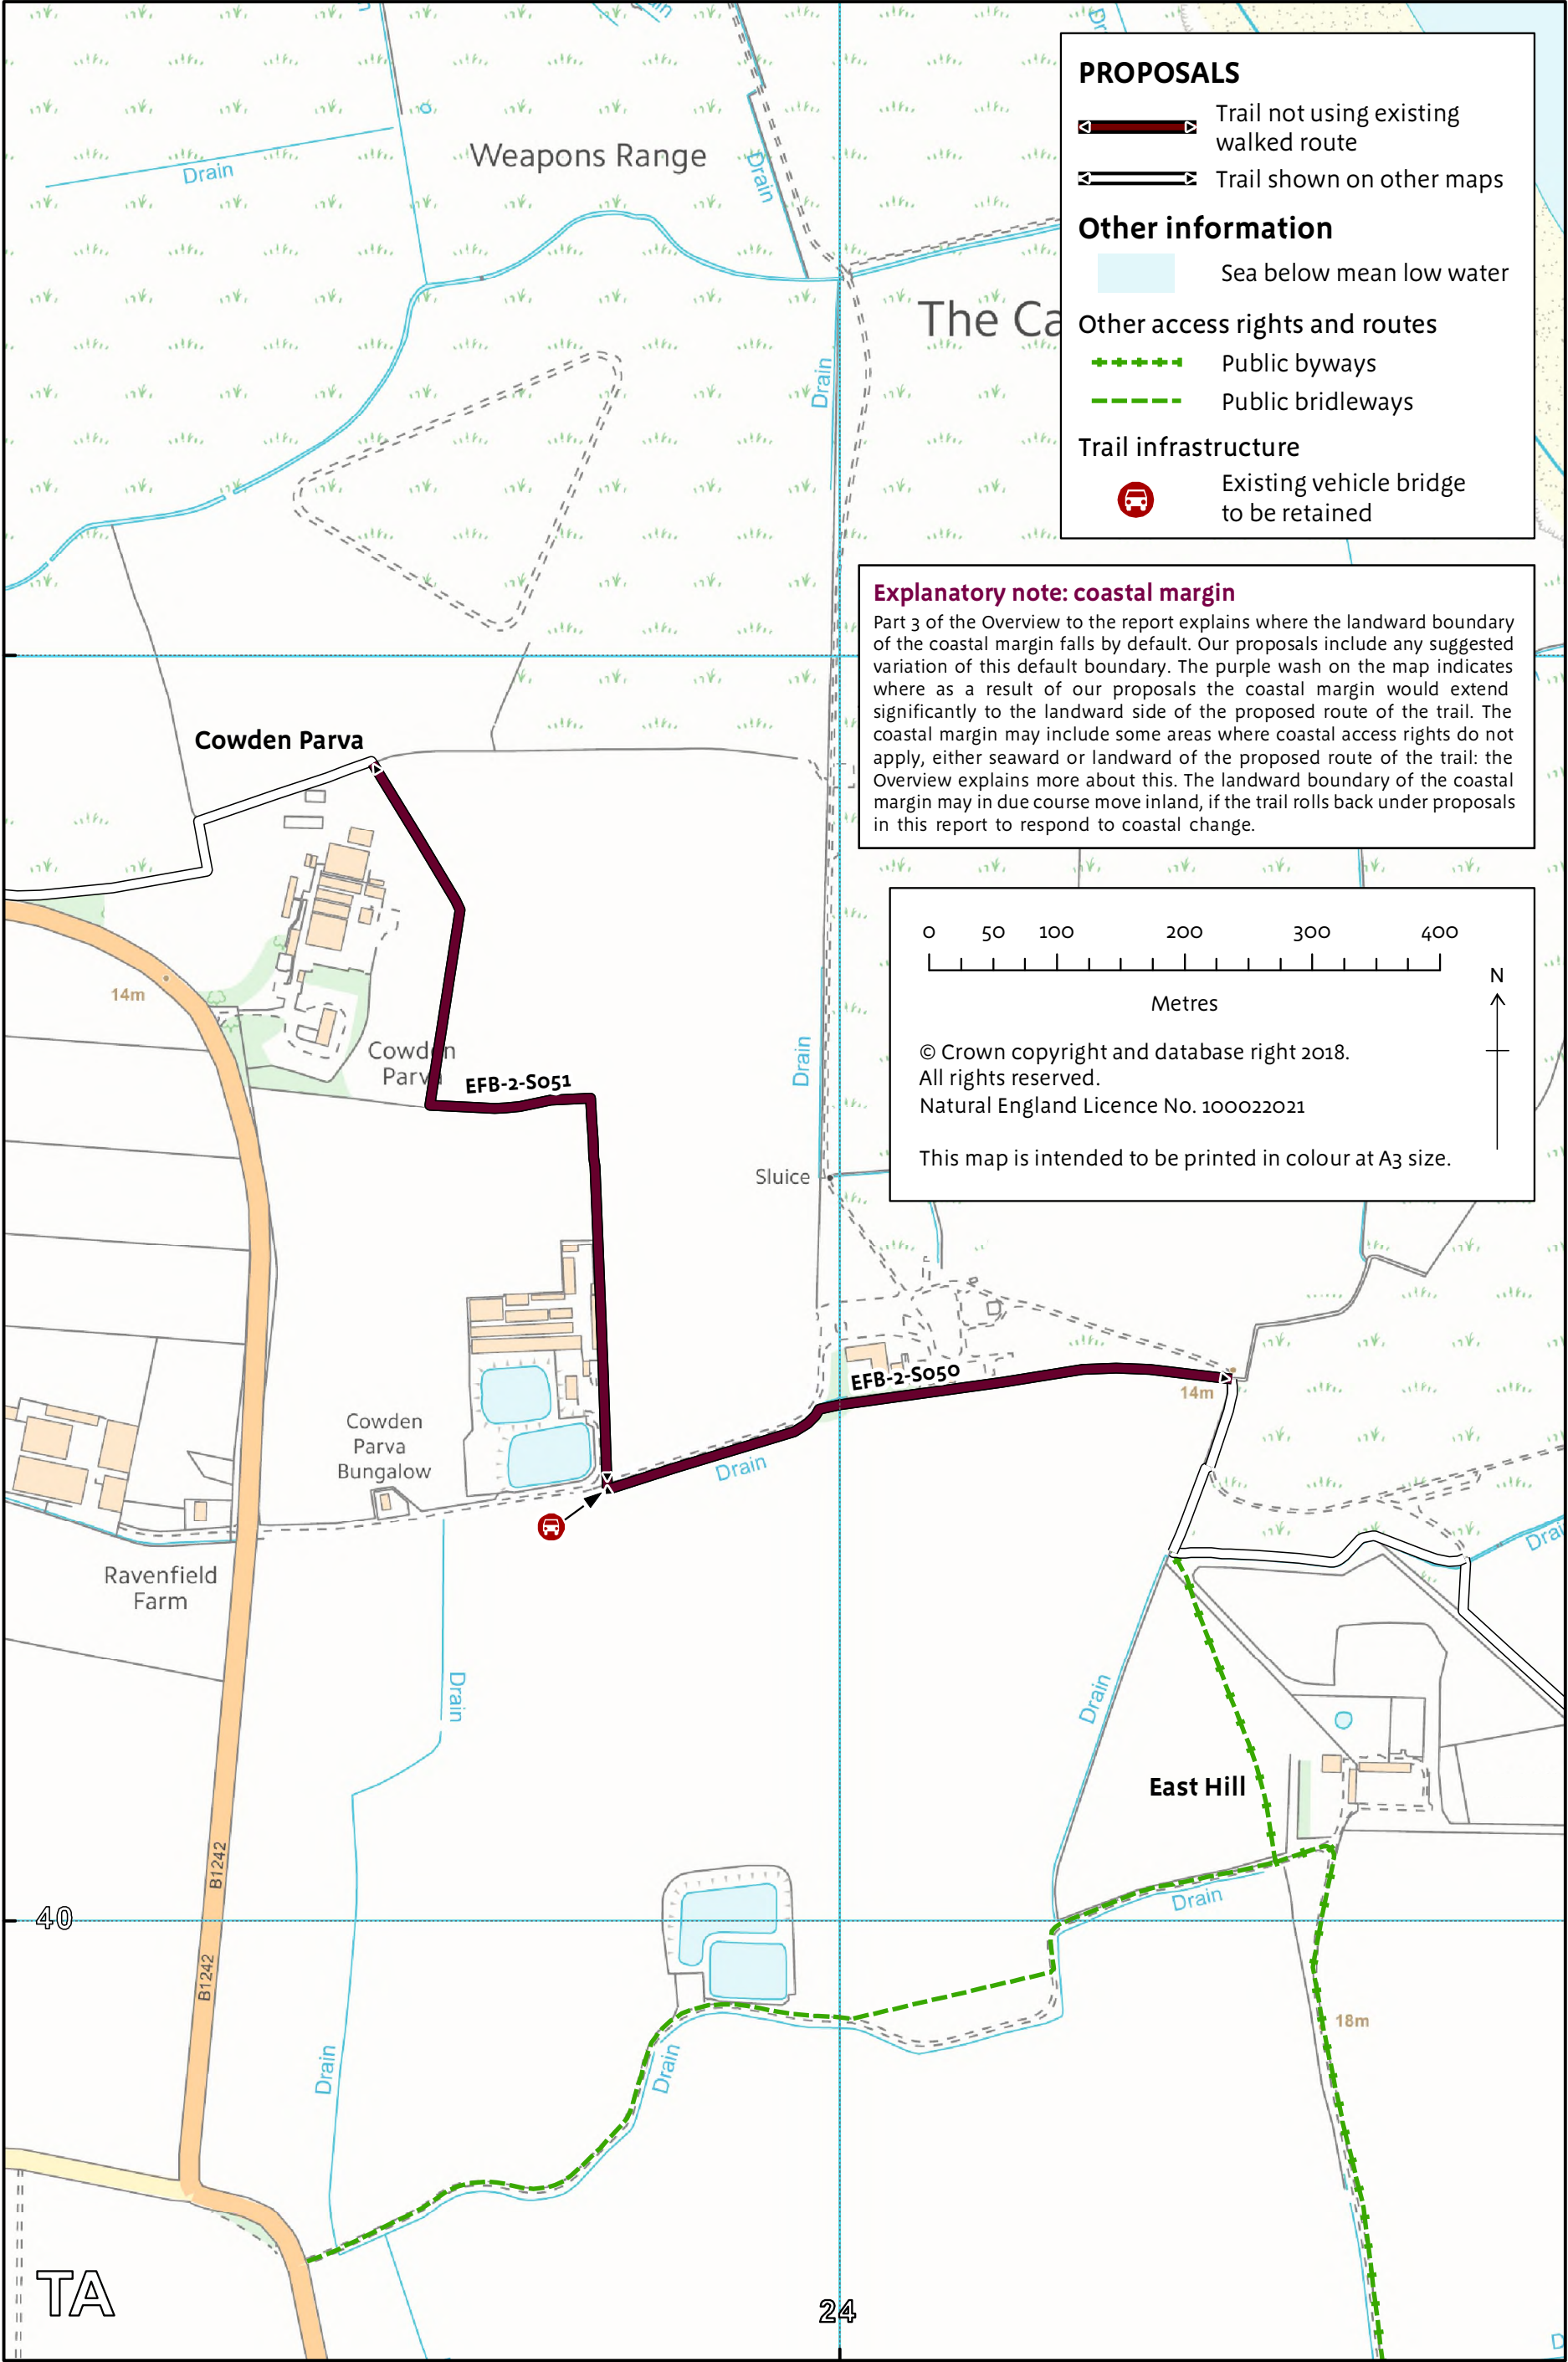 Drain
Weapons Range
Drain
The Ca
Drain
PROPOSALS
Trail not using existing
walked route
Trail shown on other maps
Other information
Sea below mean low water
Other access rights and routes
Public byways
Public bridleways
Trail infrastructure
Existing vehicle bridge
to be retained
Explanatory note: coastal margin
Part 3 of the Overview to the report explains where the landward boundary
of the coastal margin falls by default. Our proposals include any suggested
variation of this default boundary. The purple wash on the map indicates
where as a result of our proposals the coastal margin would extend
significantly to the landward side of the proposed route of the trail. The
coastal margin may include some areas where coastal access rights do not
apply, either seaward or landward of the proposed route of the trail: the
Overview explains more about this. The landward boundary of the coastal
margin may in due course move inland, if the trail rolls back under proposals
in this report to respond to coastal change.
Cowden Parva
14m
Cowden
Parva
EFB-2-S051
Drain
Sluice
0 50 100 200 300 400
Metres
N
© Crown copyright and database right 2018.
All rights reserved.
Natural England Licence No. 100022021
This map is intended to be printed in colour at A3 size.
EFB-2-S050
14m
Cowden
Parva
Bungalow
Drain
Ravenfield
Farm
Drain
Drain
Drai
East Hill
B1242
40
Drain
B1242
18m
Drain
Drain
TA
24
D